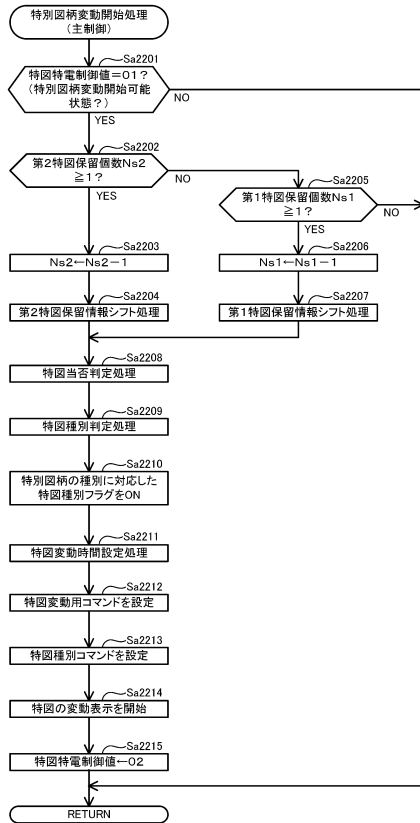 特別図柄変動開始処理
(主制御)
Sa2201
特図特電制御値=01?
(特別図柄変動開始可能
状態?)
NO
YES
Sa2202
第2特図保留個数Ns2
≧1?
NO
YES
Sa2205
第1特図保留個数Ns1
≧1?
NO
YES
Sa2203
Ns2←Ns2-1
Sa2206
Ns1←Ns1-1
Sa2204
第2特図保留情報シフト処理
Sa2207
第1特図保留情報シフト処理
Sa2208
特図当否判定処理
Sa2209
特図種別判定処理
Sa2210
特別図柄の種別に対応した
特図種別フラグをON
Sa2211
特図変動時間設定処理
Sa2212
特図変動用コマンドを設定
Sa2213
特図種別コマンドを設定
Sa2214
特図の変動表示を開始
Sa2215
特図特電制御値←02
RETURN